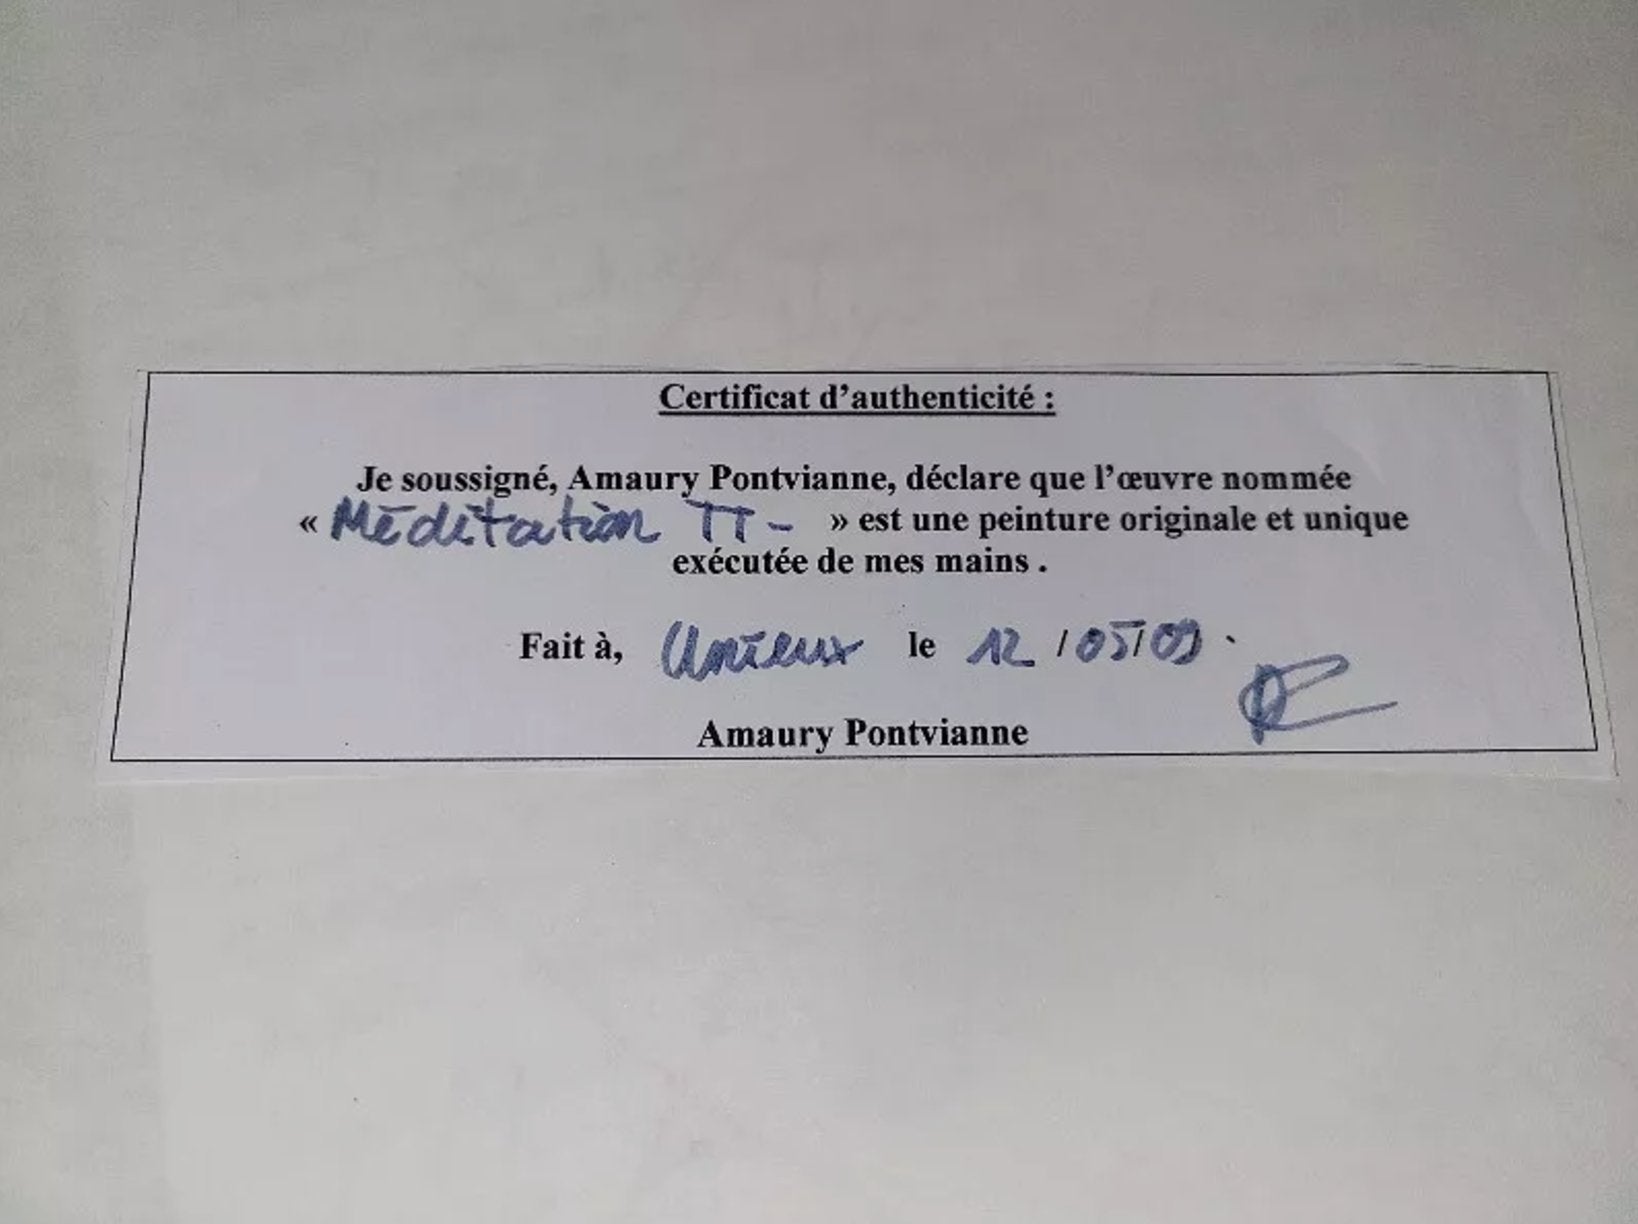 Certificat d'authenticité :
Je soussigné, Amaury Pontvianne, déclare que l'œuvre nommée
« Méditation II - » est une peinture originale et unique
exécutée de mes mains .
Fait à, Unieux le 12 / 05/09 .
Amaury Pontvianne